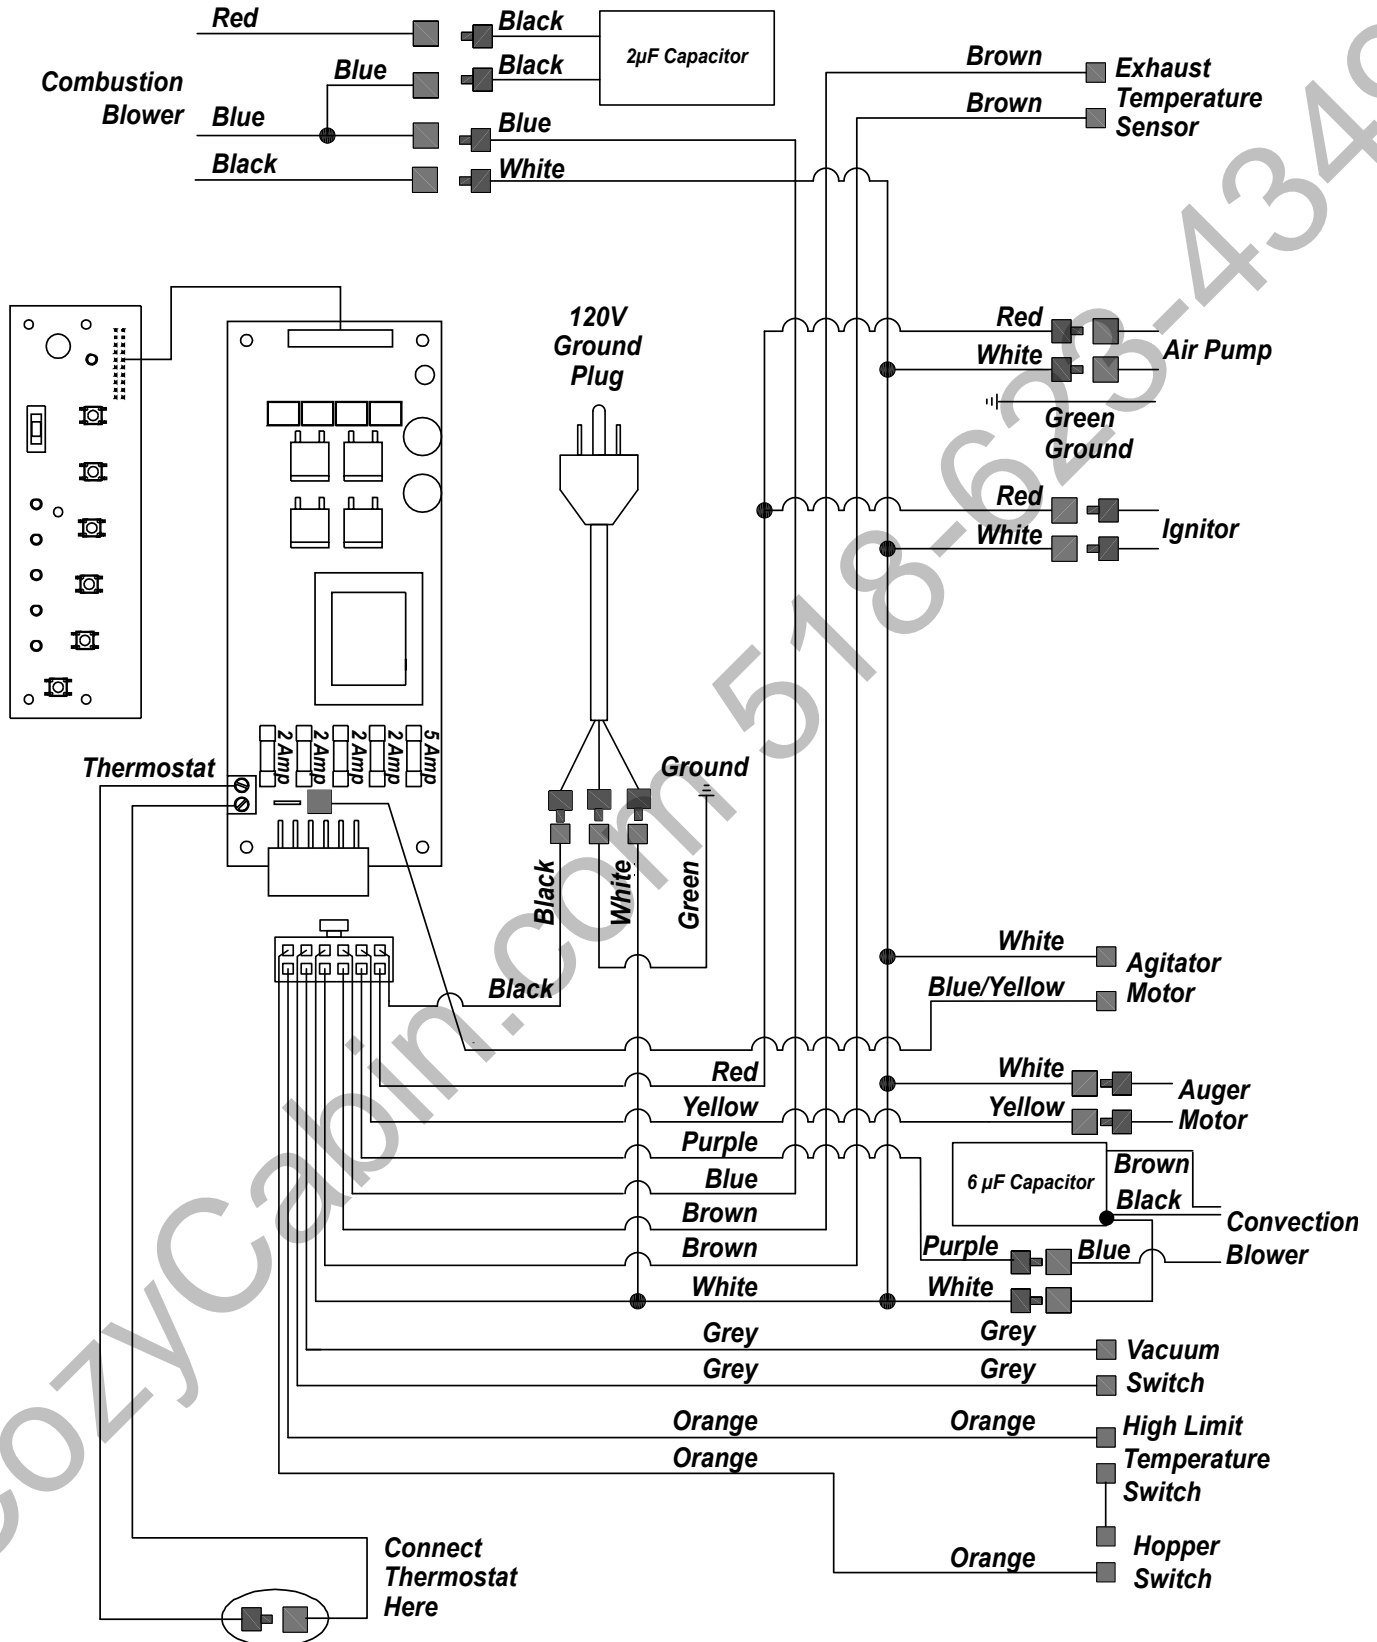 Red
Black
2µF Capacitor
Combustion
Blower
Blue
Black
Blue
Blue
Black
White
Brown
Exhaust
Temperature
Sensor
Brown
120V
Ground
Plug
Red
White
Air Pump
Green
Ground
Red
White
Ignitor
2 Amp
2 Amp
2 Amp
2 Amp
5 Amp
Thermostat
Ground
Black
White
Green
Black
White
Blue/Yellow
Agitator
Motor
Red
Yellow
Purple
Blue
Brown
Brown
White
White
Yellow
Auger
Motor
6 µF Capacitor
Brown
Black
Convection
Blower
Purple
Blue
White
Grey
Grey
Grey
Grey
Vacuum
Switch
Orange
Orange
Orange
High Limit
Temperature
Switch
Orange
Hopper
Switch
Connect
Thermostat
Here
ozyCabin.com 518-623-434